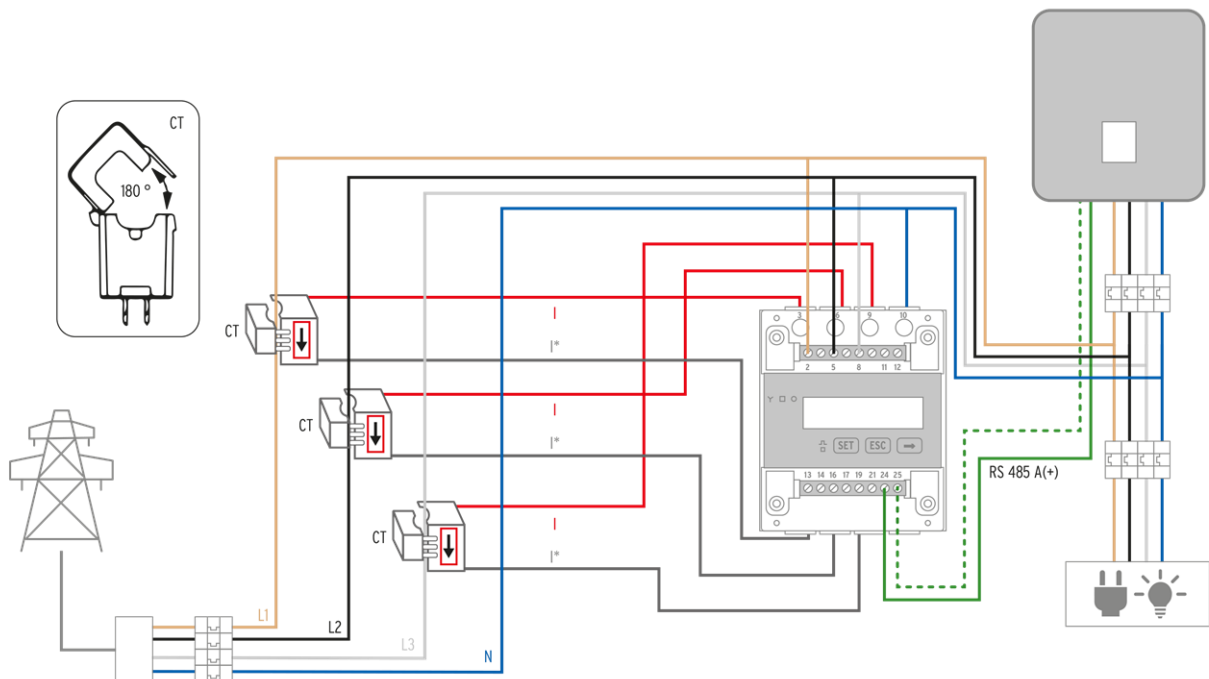 CT
180 °
CT
I
I*
CT
I
I*
CT
I
I*
L1
L2
L3
N
3 6 9 10
2 5 8 11 12
SET ESC
13 14 16 17 19 21 24 25
RS 485 A(+)